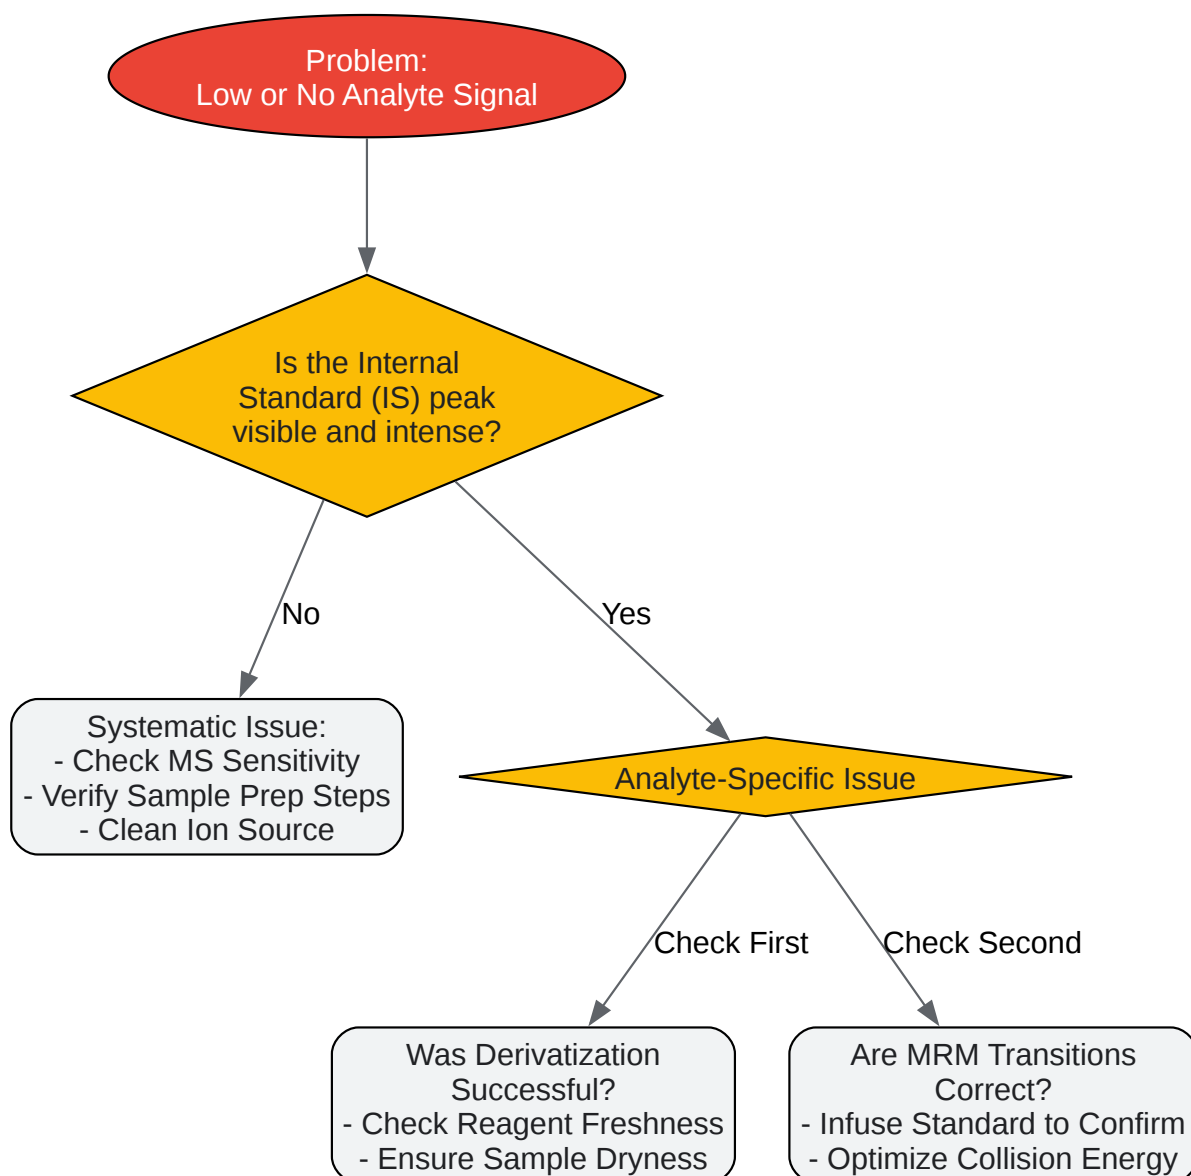 Problem:
Low or No Analyte Signal
Is the Internal
Standard (IS) peak
visible and intense?
No
Yes
Systematic Issue:
- Check MS Sensitivity
- Verify Sample Prep Steps
- Clean Ion Source
Analyte-Specific Issue
Check First
Check Second
Was Derivatization
Successful?
- Check Reagent Freshness
- Ensure Sample Dryness
Are MRM Transitions
Correct?
- Infuse Standard to Confirm
- Optimize Collision Energy